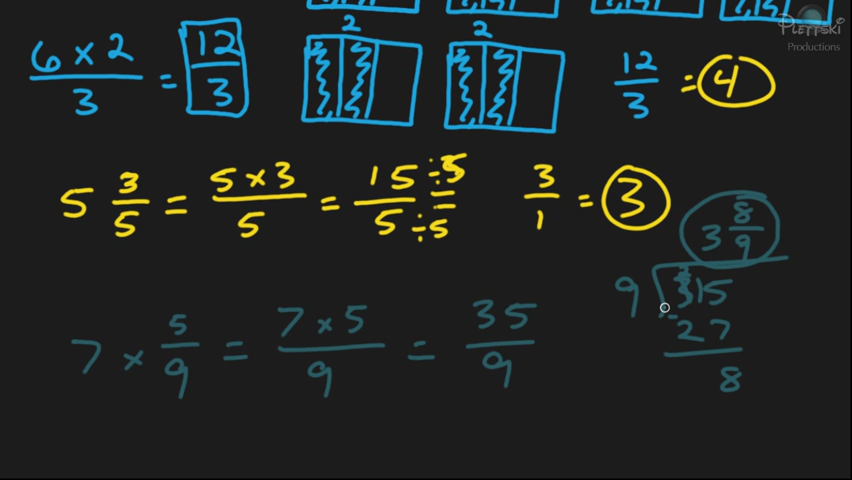 PLETTSKI
Productions
2 2
6 × 2 / 3 = 12 / 3
12 / 3 = 4
5 3/5 = 5 × 3 / 5 = 15 ÷ 5 / 5 ÷ 5 = 3 / 1 = 3
3 8/9
7 × 5/9 = 7 × 5 / 9 = 35 / 9
9 315
- 27
8